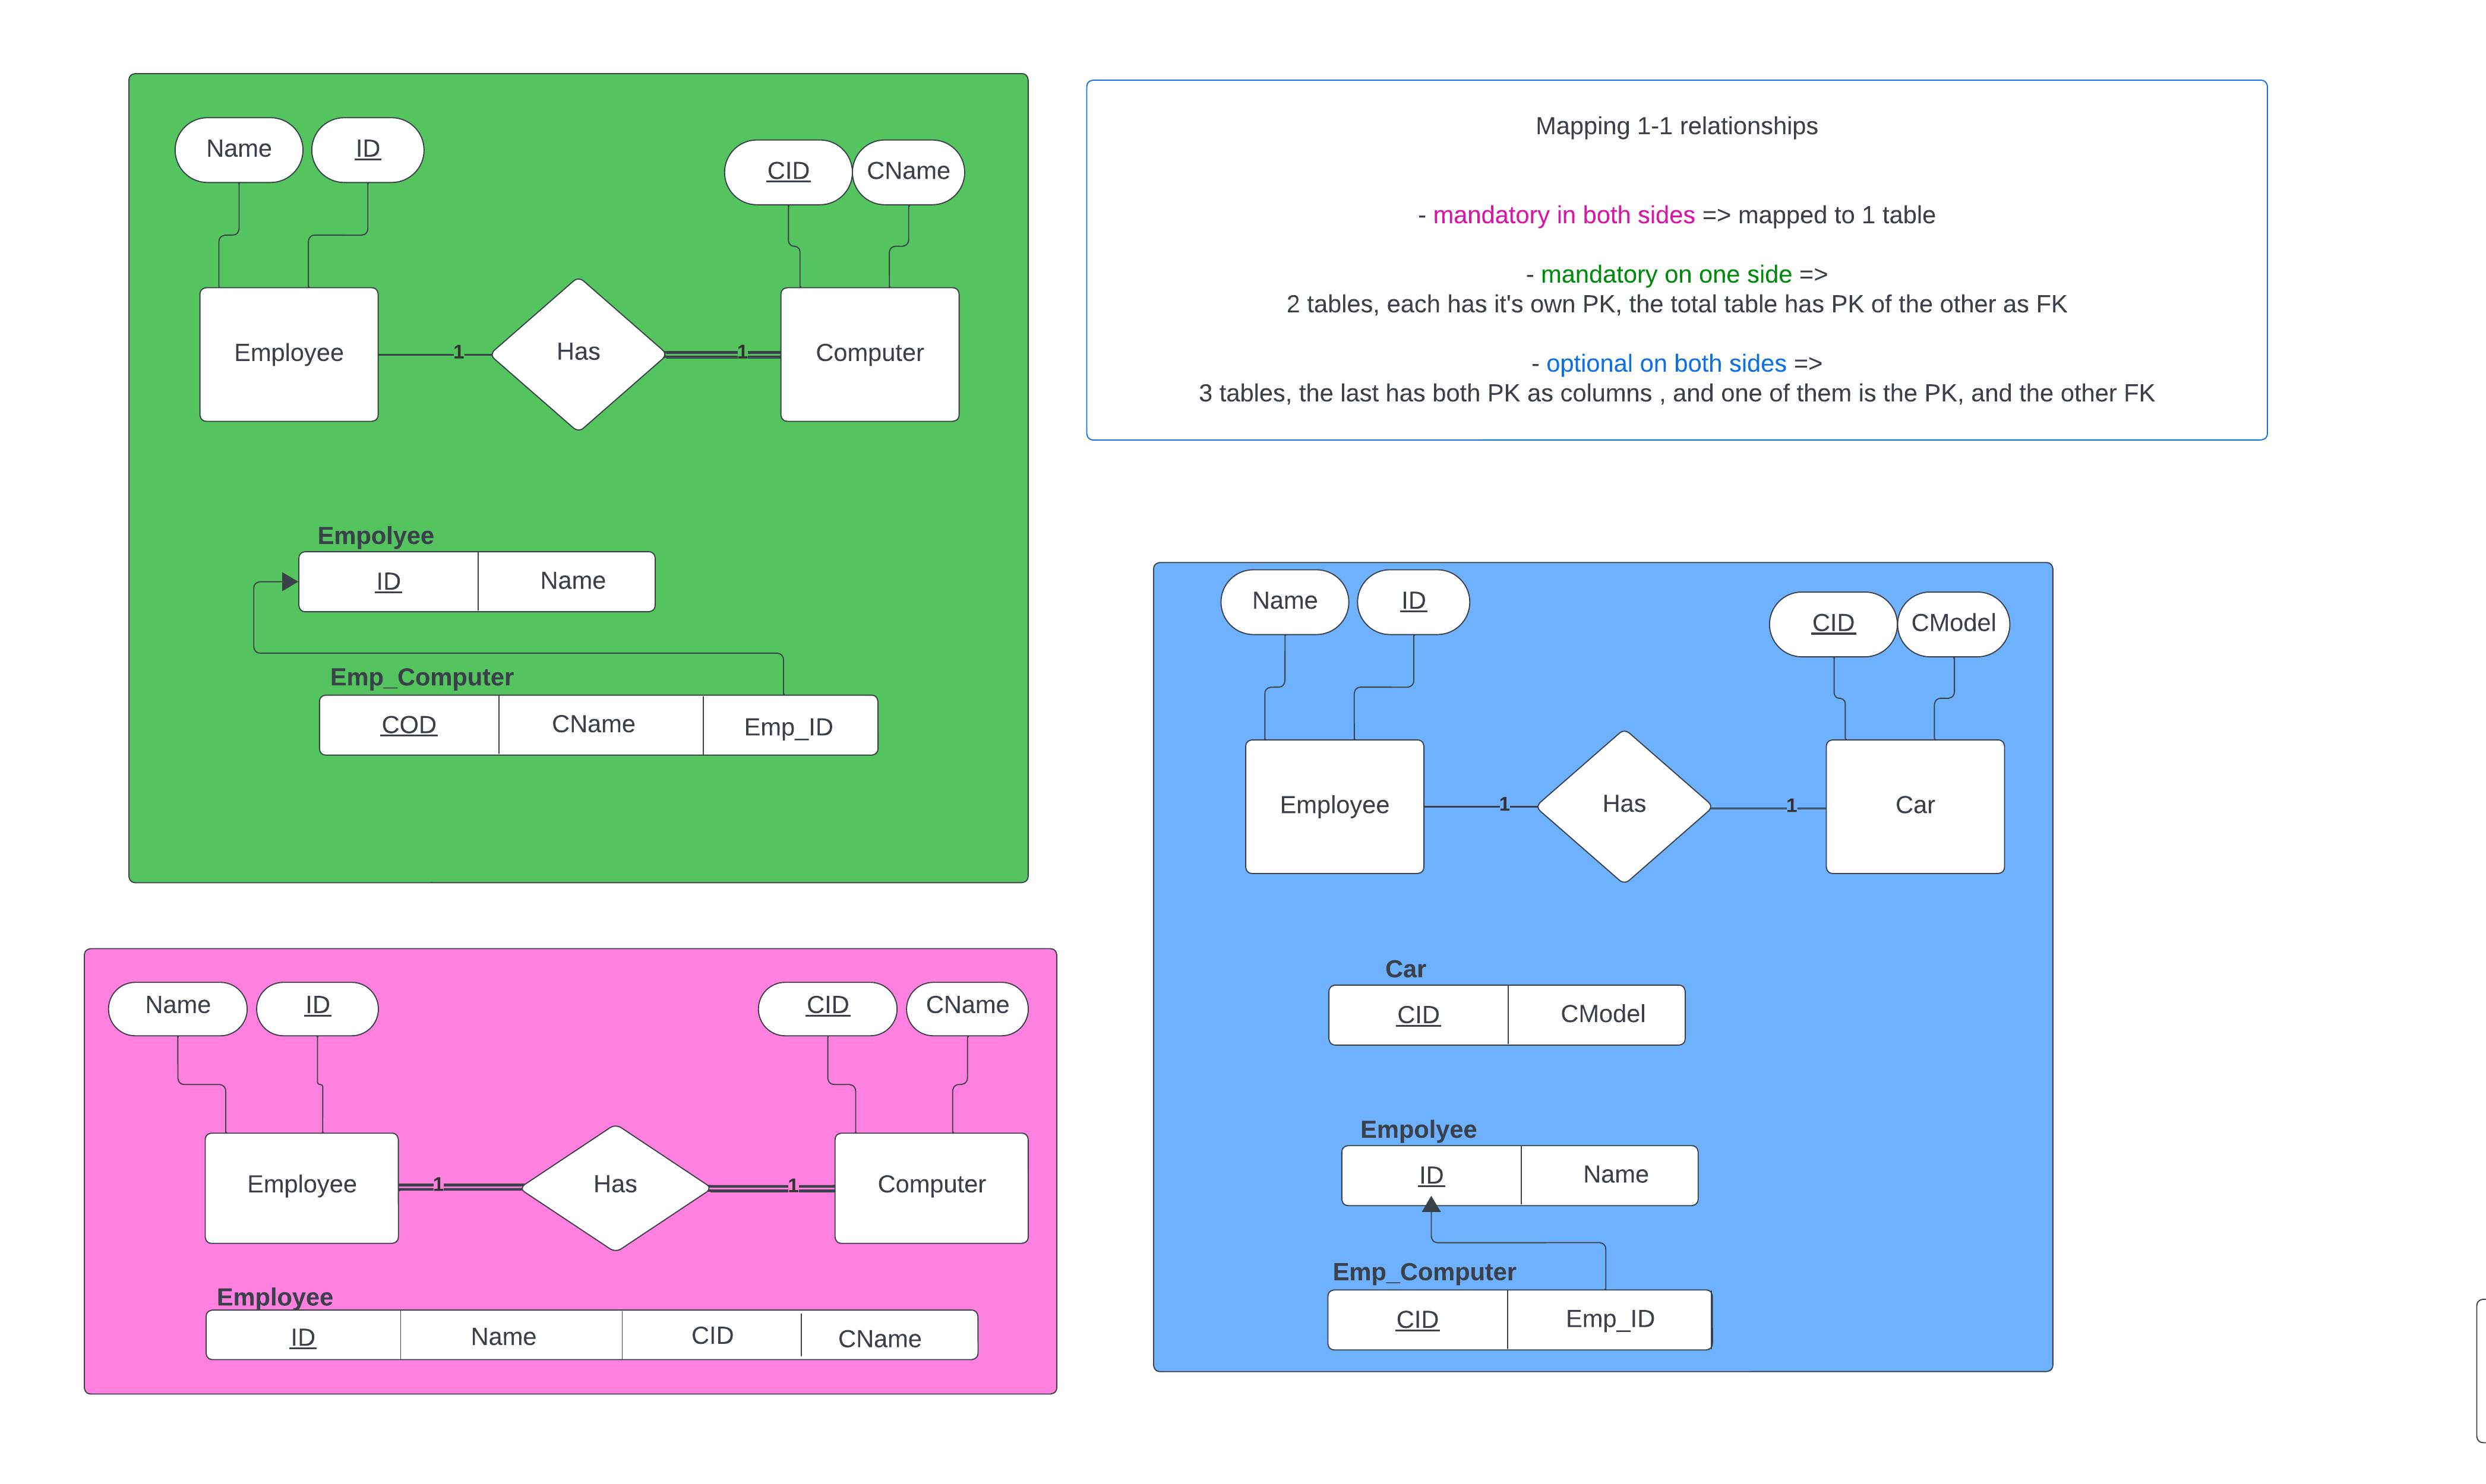 Name
ID
CID
CName
Employee
1
Has
1
Computer
Empolyee
ID
Name
Emp_Computer
COD
CName
Emp_ID
Mapping 1-1 relationships
- mandatory in both sides => mapped to 1 table
- mandatory on one side =>
2 tables, each has it's own PK, the total table has PK of the other as FK
- optional on both sides =>
3 tables, the last has both PK as columns , and one of them is the PK, and the other FK
Name
ID
CID
CModel
Employee
1
Has
1
Car
Car
CID
CModel
Empolyee
ID
Name
Emp_Computer
CID
Emp_ID
Name
ID
CID
CName
Employee
1
Has
1
Computer
Employee
ID
Name
CID
CName